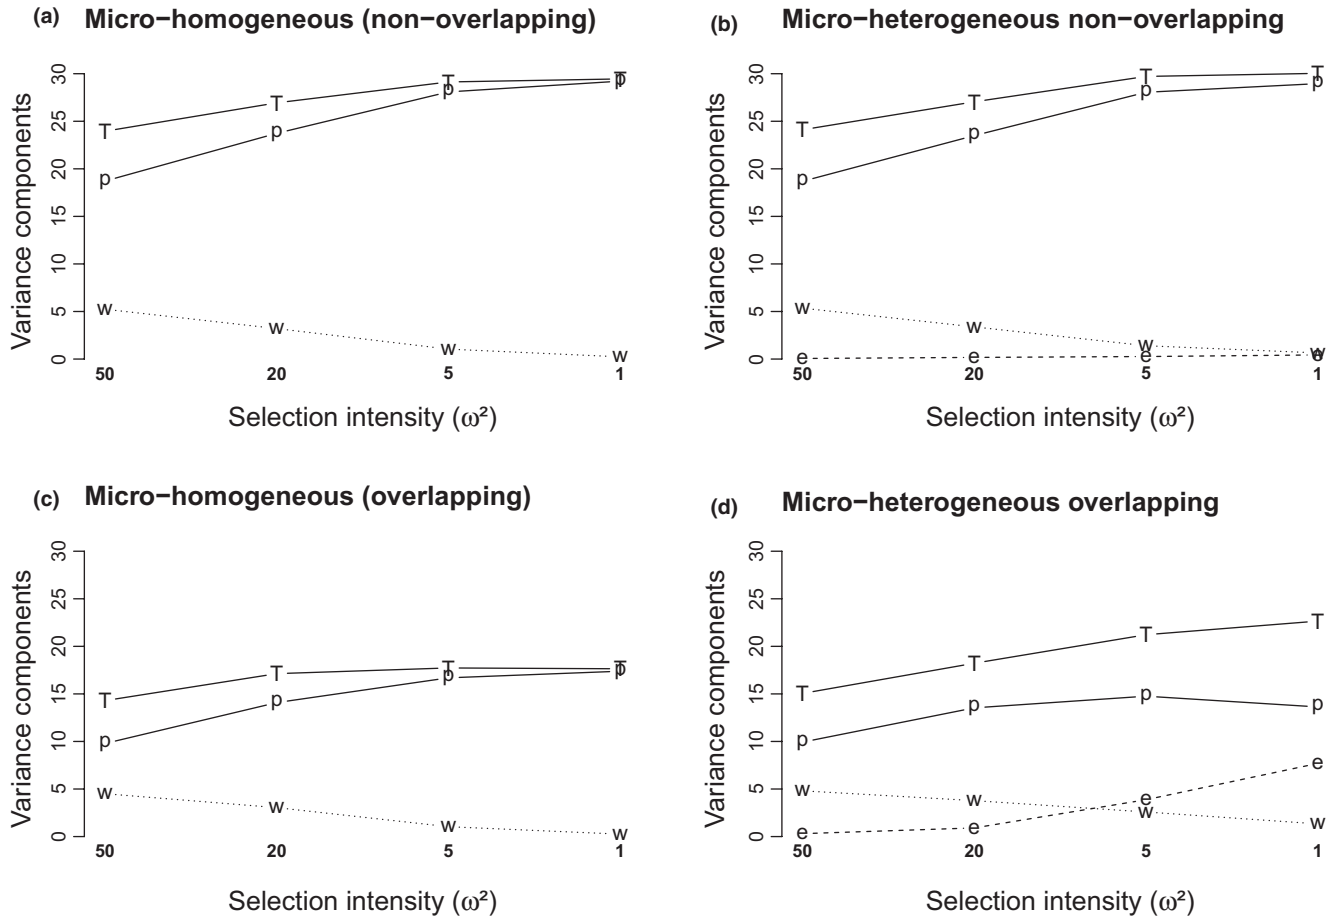 (a) Micro−homogeneous (non−overlapping)
Variance components
30
25
20
15
10
5
0
T T T T
p p p p
w w w w
50 20 5 1
Selection intensity (ω²)
(b) Micro−heterogeneous non−overlapping
Variance components
30
25
20
15
10
5
0
T T T T
p p p p
w w w w
e e e e
50 20 5 1
Selection intensity (ω²)
(c) Micro−homogeneous (overlapping)
Variance components
30
25
20
15
10
5
0
T T T T
p p p p
w w w w
50 20 5 1
Selection intensity (ω²)
(d) Micro−heterogeneous overlapping
Variance components
30
25
20
15
10
5
0
T T T T
p p p p
w w w w
e e e e
50 20 5 1
Selection intensity (ω²)